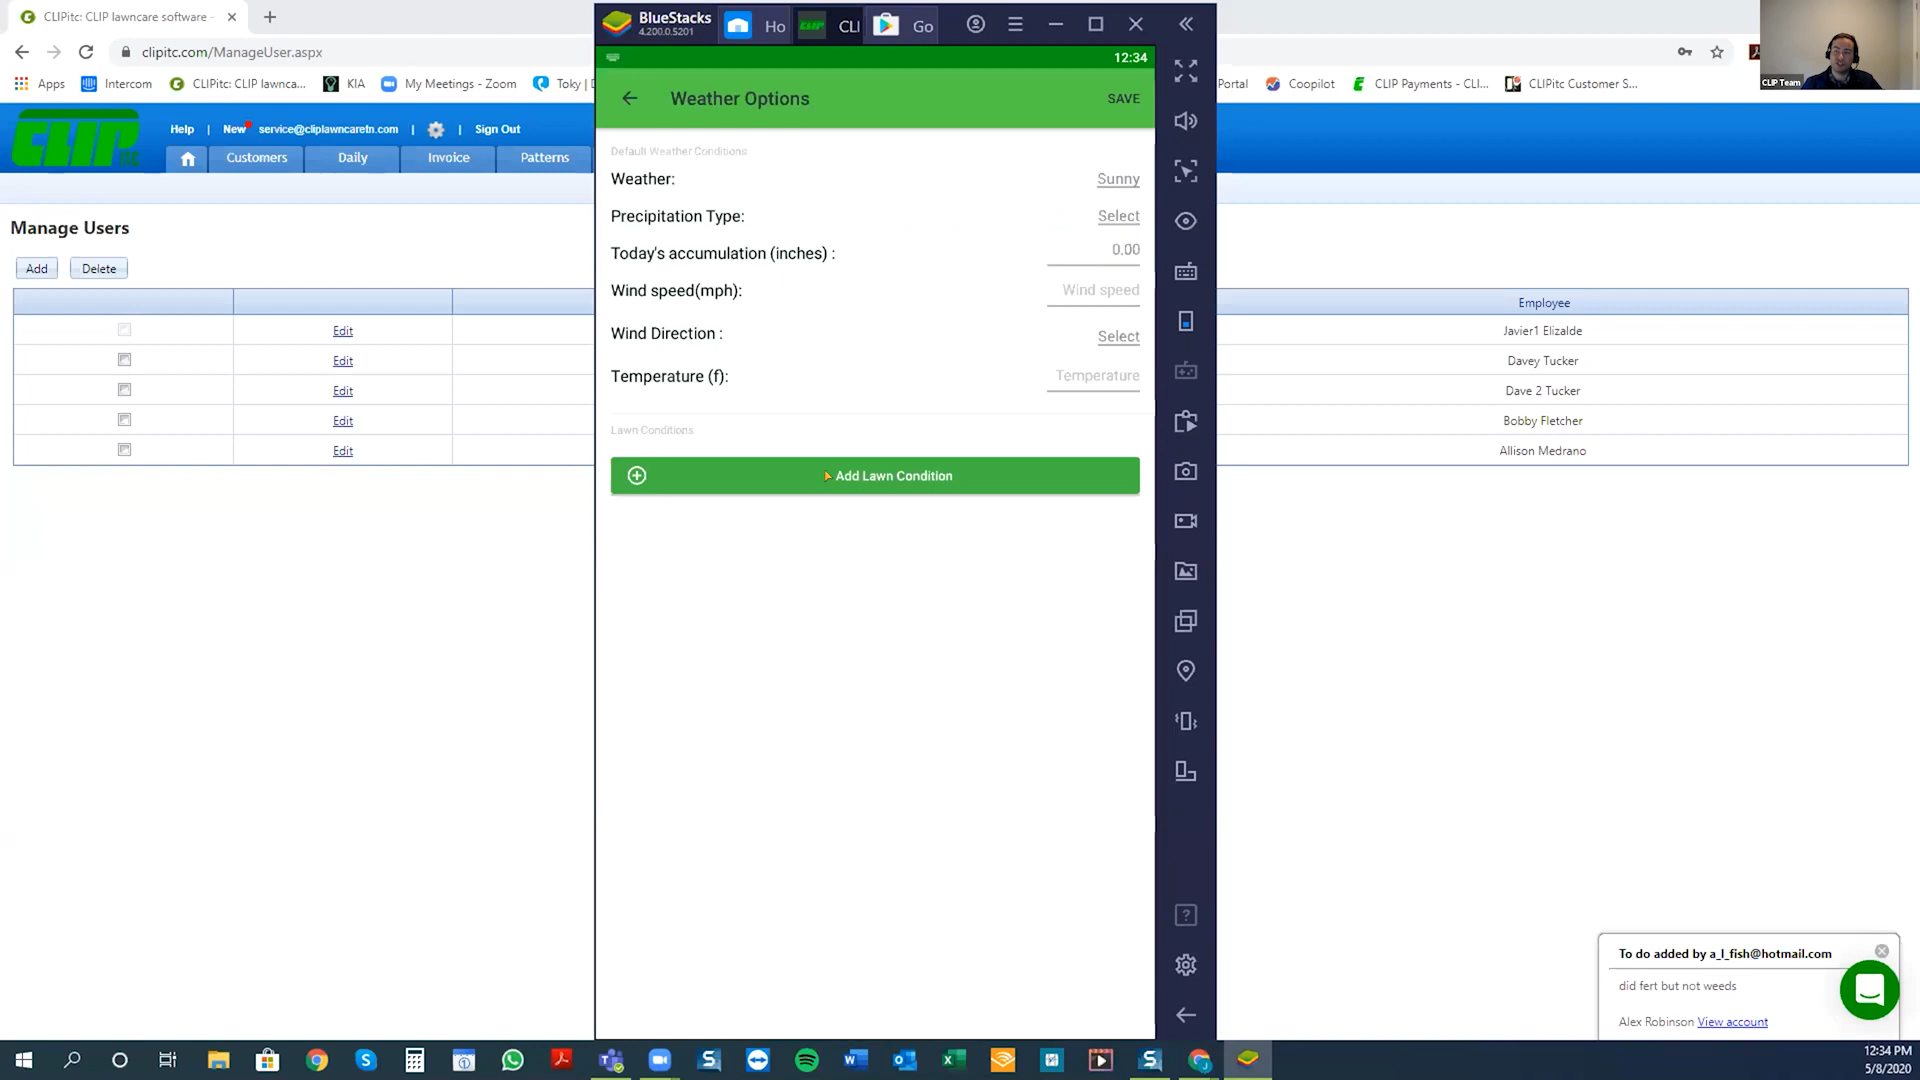 CLIPitc: CLIP lawncare software -
clipitc.com/ManageUser.aspx
Apps
Intercom
CLIPitc: CLIP lawnca...
KIA
My Meetings - Zoom
Toky |
Portal
Coopilot
CLIP Payments - CLI...
CLIPitc Customer S...
CLIP Team
BlueStacks
4.200.0.5201
Ho
CLI
Go
CLIP ITC
Help | New service@cliplawncaretn.com | | Sign Out
Customers
Daily
Invoice
Patterns
Manage Users
Add
Delete
Employee
Edit
Javier1 Elizalde
Edit
Davey Tucker
Edit
Dave 2 Tucker
Edit
Bobby Fletcher
Edit
Allison Medrano
12:34
Weather Options
SAVE
Default Weather Conditions
Weather:
Sunny
Precipitation Type:
Select
Today's accumulation (inches) :
0.00
Wind speed(mph):
Wind speed
Wind Direction :
Select
Temperature (f):
Temperature
Lawn Conditions
Add Lawn Condition
To do added by a_l_fish@hotmail.com
did fert but not weeds
Alex Robinson View account
12:34 PM
5/8/2020